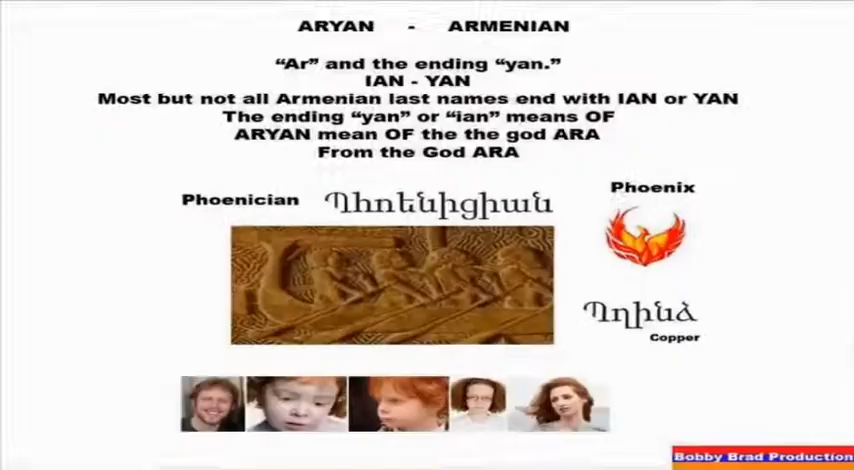 ARYAN - ARMENIAN
“Ar” and the ending “yan.”
IAN - YAN
Most but not all Armenian last names end with IAN or YAN
The ending “yan” or “ian” means OF
ARYAN mean OF the the god ARA
From the God ARA
Phoenician Պհոենիցիան
Phoenix
Պղինձ
Copper
Bobby Brad Production